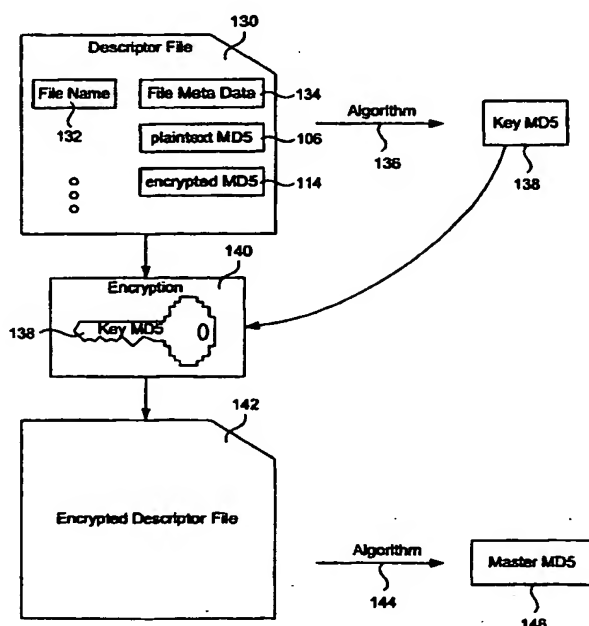 130
Descriptor File
File Name
132
File Meta Data
134
plaintext MD5
106
encrypted MD5
114
Algorithm
136
Key MD5
138
140
Encryption
138
Key MD5
142
Encrypted Descriptor File
Algorithm
144
Master MD5
146